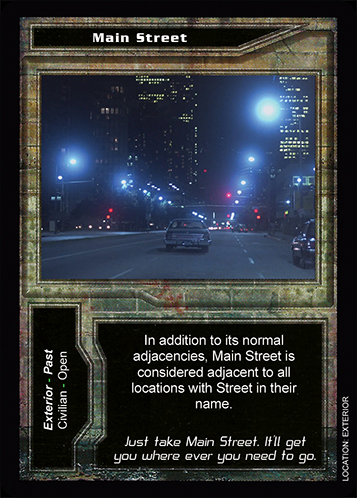 Main Street
In addition to its normal
adjacencies, Main Street is
considered adjacent to all
locations with Street in their
name.
Just take Main Street. It'll get
you where ever you need to go.
Exterior - Past
Civilian - Open
LOCATION: EXTERIOR